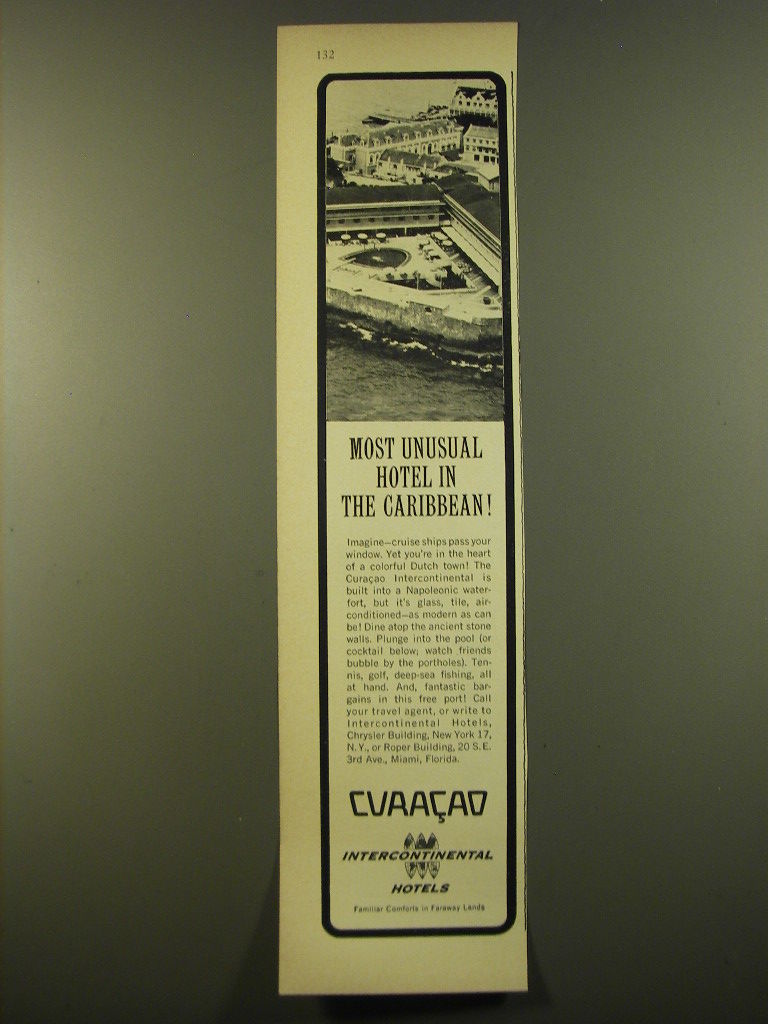 132
MOST UNUSUAL
HOTEL IN
THE CARIBBEAN!
Imagine—cruise ships pass your
window. Yet you're in the heart
of a colorful Dutch town! The
Curaçao Intercontinental is
built into a Napoleonic water-
fort, but it's glass, tile, air-
conditioned—as modern as can
be! Dine atop the ancient stone
walls. Plunge into the pool (or
cocktail below; watch friends
bubble by the portholes). Ten-
nis, golf, deep-sea fishing, all
at hand. And, fantastic bar-
gains in this free port! Call
your travel agent, or write to
Intercontinental Hotels,
Chrysler Building, New York 17,
N.Y., or Roper Building, 20 S.E.
3rd Ave., Miami, Florida.
CURAÇAO
INTERCONTINENTAL
HOTELS
Familiar Comforts in Faraway Lands